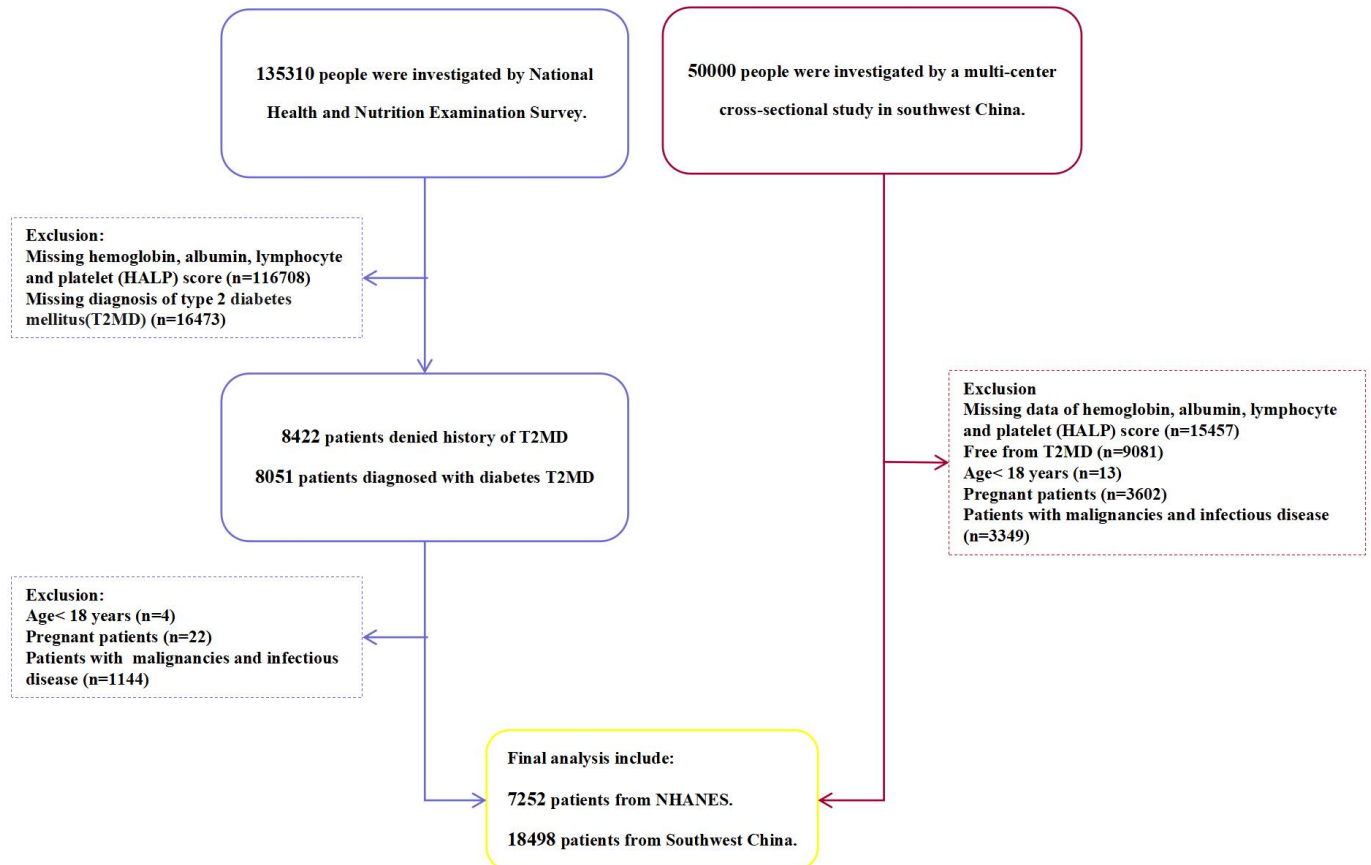 135310 people were investigated by National
Health and Nutrition Examination Survey.
50000 people were investigated by a multi-center
cross-sectional study in southwest China.
Exclusion:
Missing hemoglobin, albumin, lymphocyte
and platelet (HALP) score (n=116708)
Missing diagnosis of type 2 diabetes
mellitus(T2MD) (n=16473)
8422 patients denied history of T2MD
8051 patients diagnosed with diabetes T2MD
Exclusion
Missing data of hemoglobin, albumin, lymphocyte
and platelet (HALP) score (n=15457)
Free from T2MD (n=9081)
Age< 18 years (n=13)
Pregnant patients (n=3602)
Patients with malignancies and infectious disease
(n=3349)
Exclusion:
Age< 18 years (n=4)
Pregnant patients (n=22)
Patients with malignancies and infectious
disease (n=1144)
Final analysis include:
7252 patients from NHANES.
18498 patients from Southwest China.